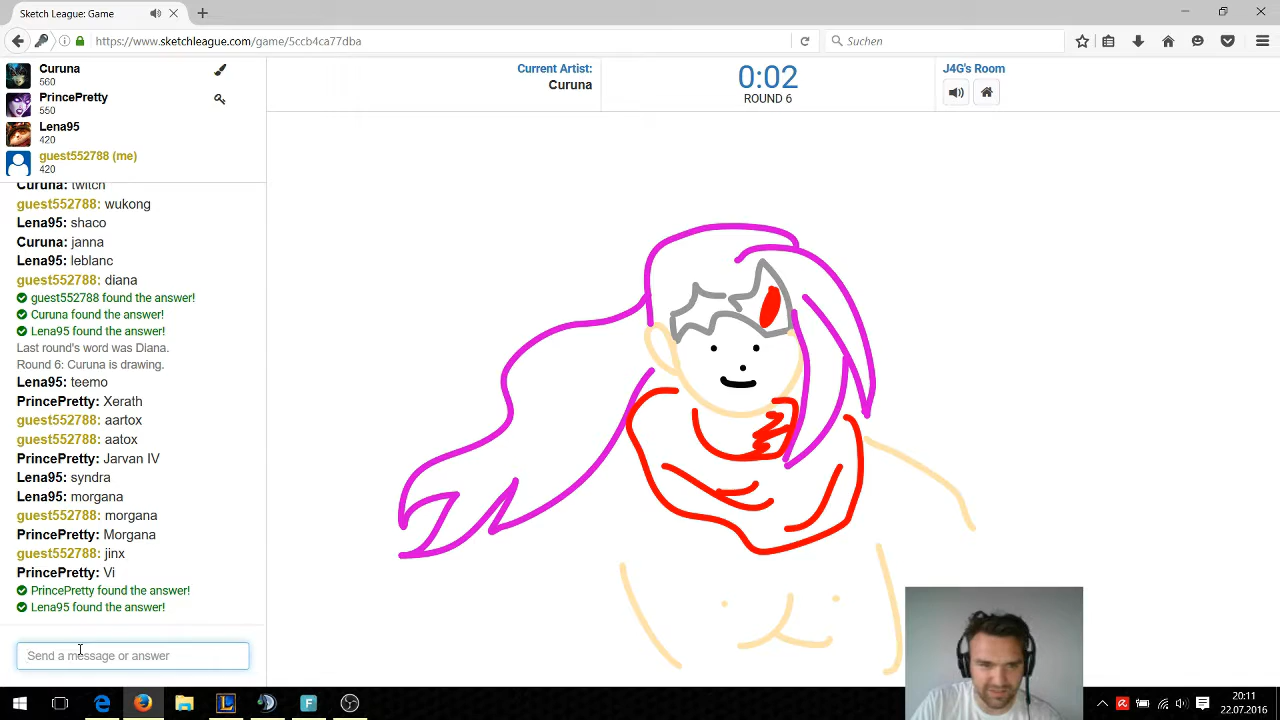 Sketch League: Game
https://www.sketchleague.com/game/5ccb4ca77dba
Suchen
Curuna
560
PrincePretty
550
Lena95
420
guest552788 (me)
420
Current Artist:
Curuna
0:02
ROUND 6
J4G's Room
Curuna: twitch
guest552788: wukong
Lena95: shaco
Curuna: janna
Lena95: leblanc
guest552788: diana
guest552788 found the answer!
Curuna found the answer!
Lena95 found the answer!
Last round's word was Diana.
Round 6: Curuna is drawing.
Lena95: teemo
PrincePretty: Xerath
guest552788: aartox
guest552788: aatox
PrincePretty: Jarvan IV
Lena95: syndra
Lena95: morgana
guest552788: morgana
PrincePretty: Morgana
guest552788: jinx
PrincePretty: Vi
PrincePretty found the answer!
Lena95 found the answer!
Send a message or answer
20:11
22.07.2016